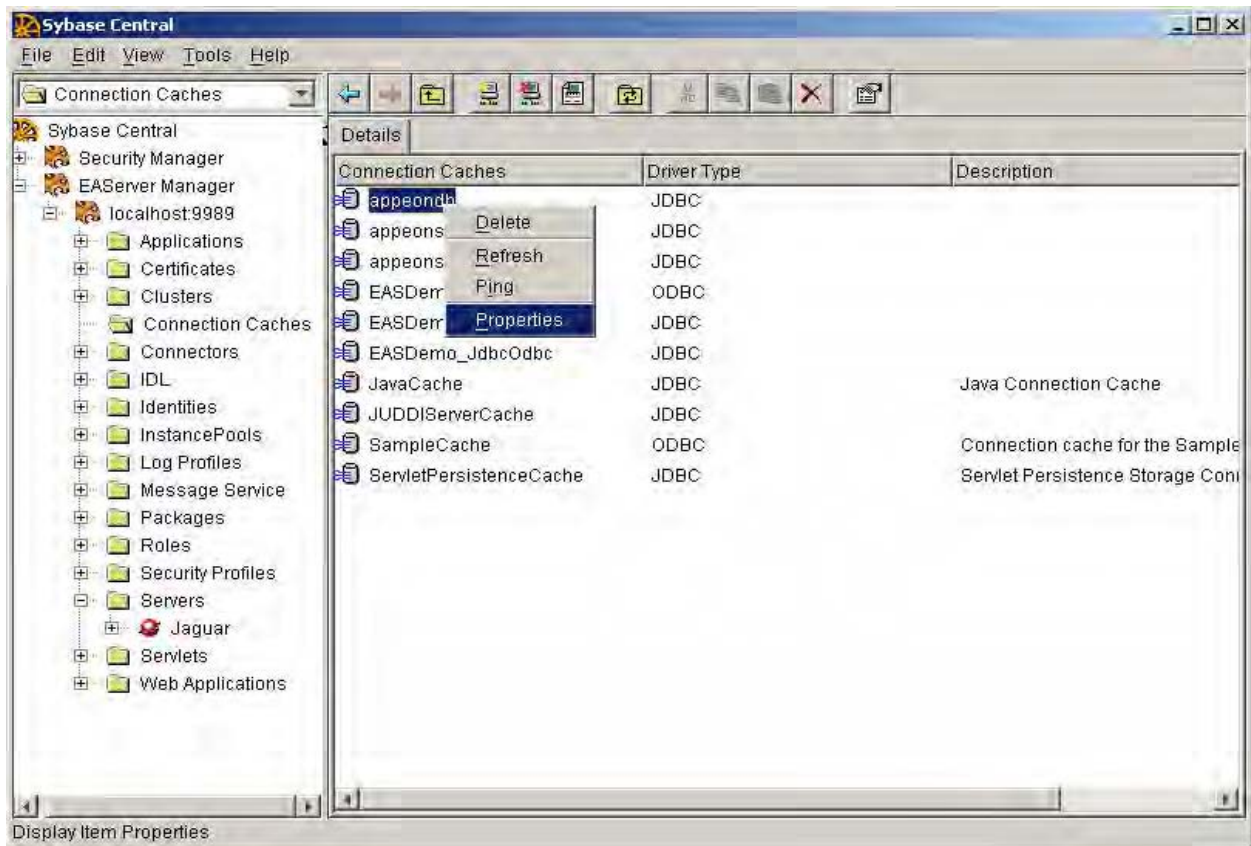 Sybase Central
File Edit View Tools Help
Connection Caches
Sybase Central
Security Manager
EAServer Manager
localhost:9989
Applications
Certificates
Clusters
Connection Caches
Connectors
IDL
Identities
InstancePools
Log Profiles
Message Service
Packages
Roles
Security Profiles
Servers
Jaguar
Servlets
Web Applications
Details
Connection Caches Driver Type Description
appeondb JDBC
appeons JDBC
appeons JDBC
EASDem ODBC
EASDem JDBC
EASDemo_JdbcOdbc JDBC
JavaCache JDBC Java Connection Cache
JUDDIServerCache JDBC
SampleCache ODBC Connection cache for the Sample
ServletPersistenceCache JDBC Servlet Persistence Storage Con
Delete
Refresh
Ping
Properties
Display Item Properties